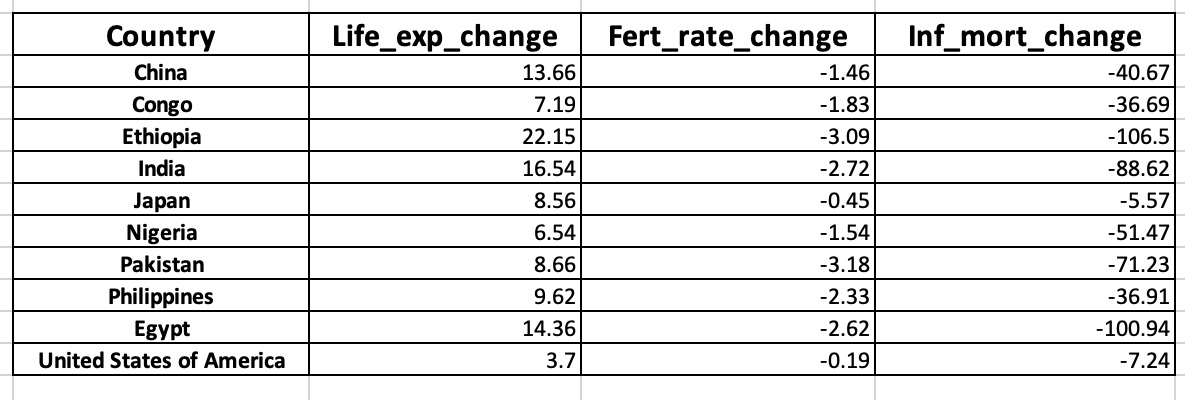 Country Life_exp_change Fert_rate_change Inf_mort_change
China 13.66 -1.46 -40.67
Congo 7.19 -1.83 -36.69
Ethiopia 22.15 -3.09 -106.5
India 16.54 -2.72 -88.62
Japan 8.56 -0.45 -5.57
Nigeria 6.54 -1.54 -51.47
Pakistan 8.66 -3.18 -71.23
Philippines 9.62 -2.33 -36.91
Egypt 14.36 -2.62 -100.94
United States of America 3.7 -0.19 -7.24